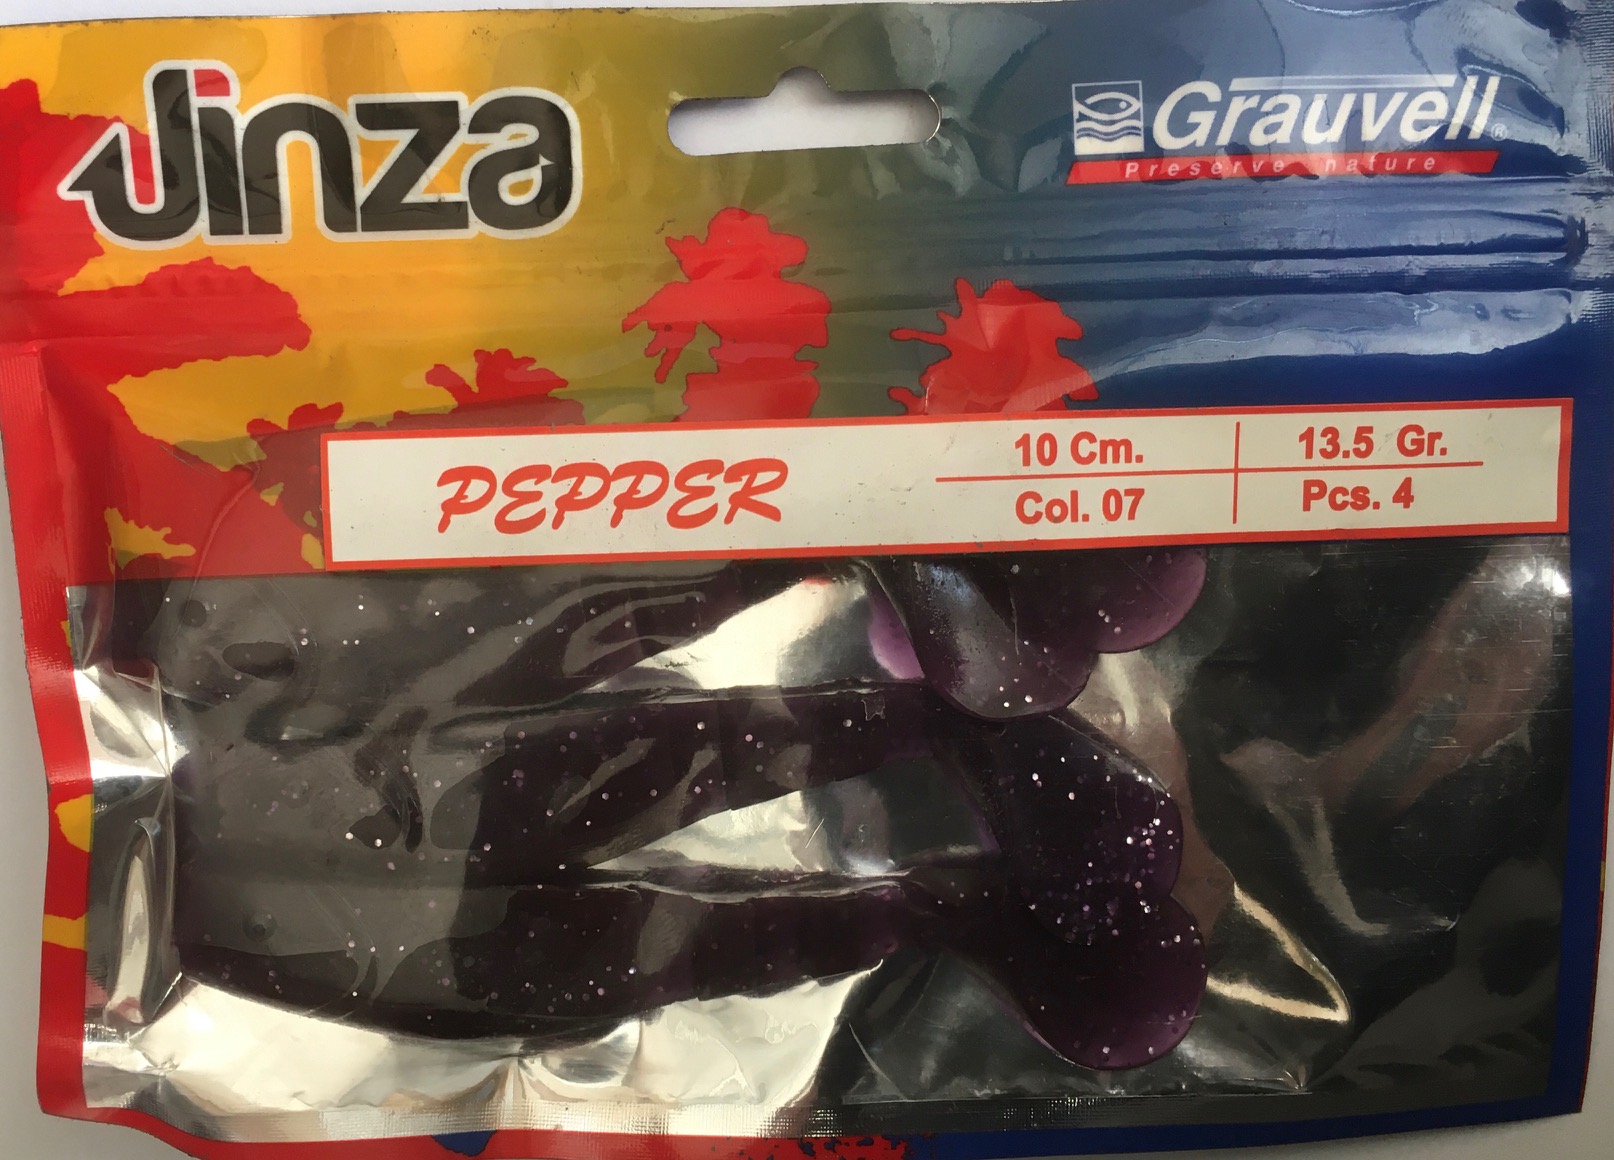 Jinza
Grauvell®
Preserve nature
PEPPER
10 Cm.
13.5 Gr.
Col. 07
Pcs. 4